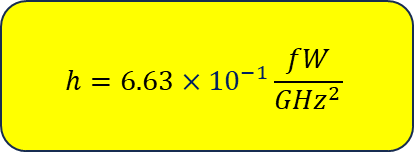 h = 6.63 × 10⁻¹ fW/GHz²